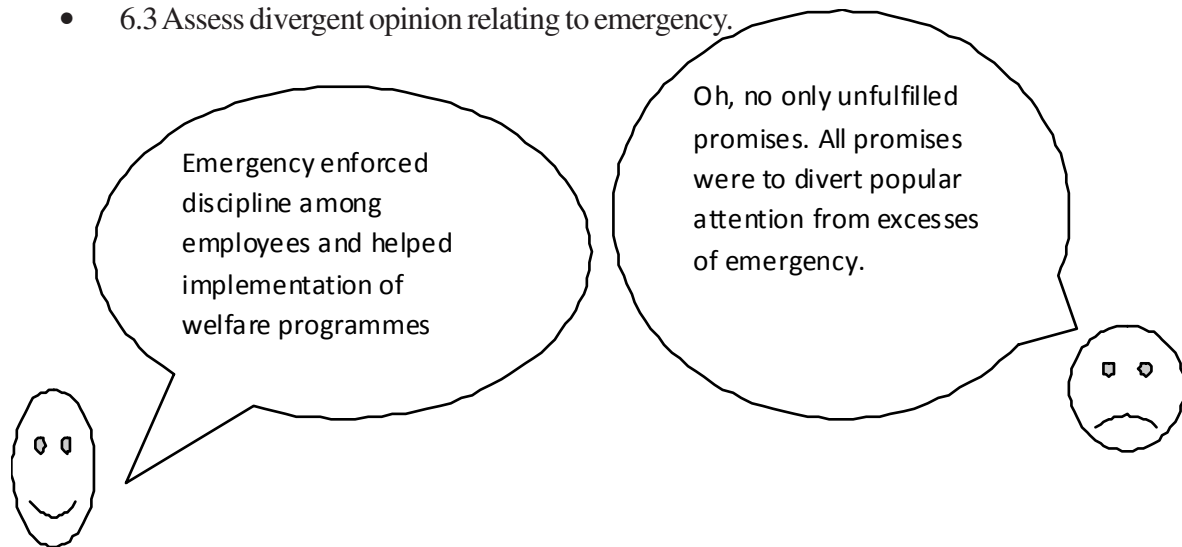 • 6.3 Assess divergent opinion relating to emergency.
Emergency enforced
discipline among
employees and helped
implementation of
welfare programmes
Oh, no only unfulfilled
promises. All promises
were to divert popular
attention from excesses
of emergency.